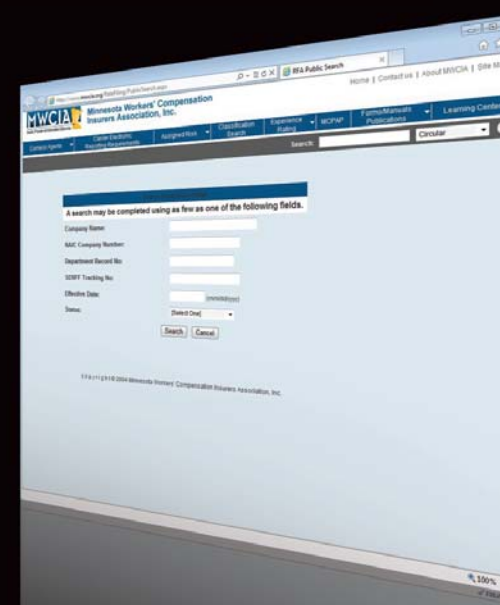 RFA Public Search
Home | Contact us | About MWCIA | Site M
MWCIA
Minnesota Workers' Compensation
Insurers Association, Inc.
Carrier Electronic
Reporting Requirements
Assigned Risk
Classification
Search
Experience
Rating
MCPAP
Forms/Manuals
Publications
Learning Cente
Search:
Circular
A search may be completed using as few as one of the following fields.
Company Name:
NAIC Company Number:
Department Record No:
SERFF Tracking No:
Effective Date:
(mm/dd/yyyy)
Status:
[Select One]
Search
Cancel
Copyright © 2004 Minnesota Workers' Compensation Insurers Association, Inc.
100%